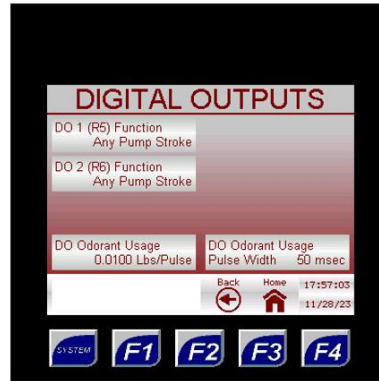 DIGITAL OUTPUTS
DO 1 (R5) Function
Any Pump Stroke
DO 2 (R6) Function
Any Pump Stroke
DO Odorant Usage
0.0100 Lbs/Pulse
DO Odorant Usage
Pulse Width 50 msec
Back
Home
17:57:03
11/28/23
SYSTEM
F1
F2
F3
F4